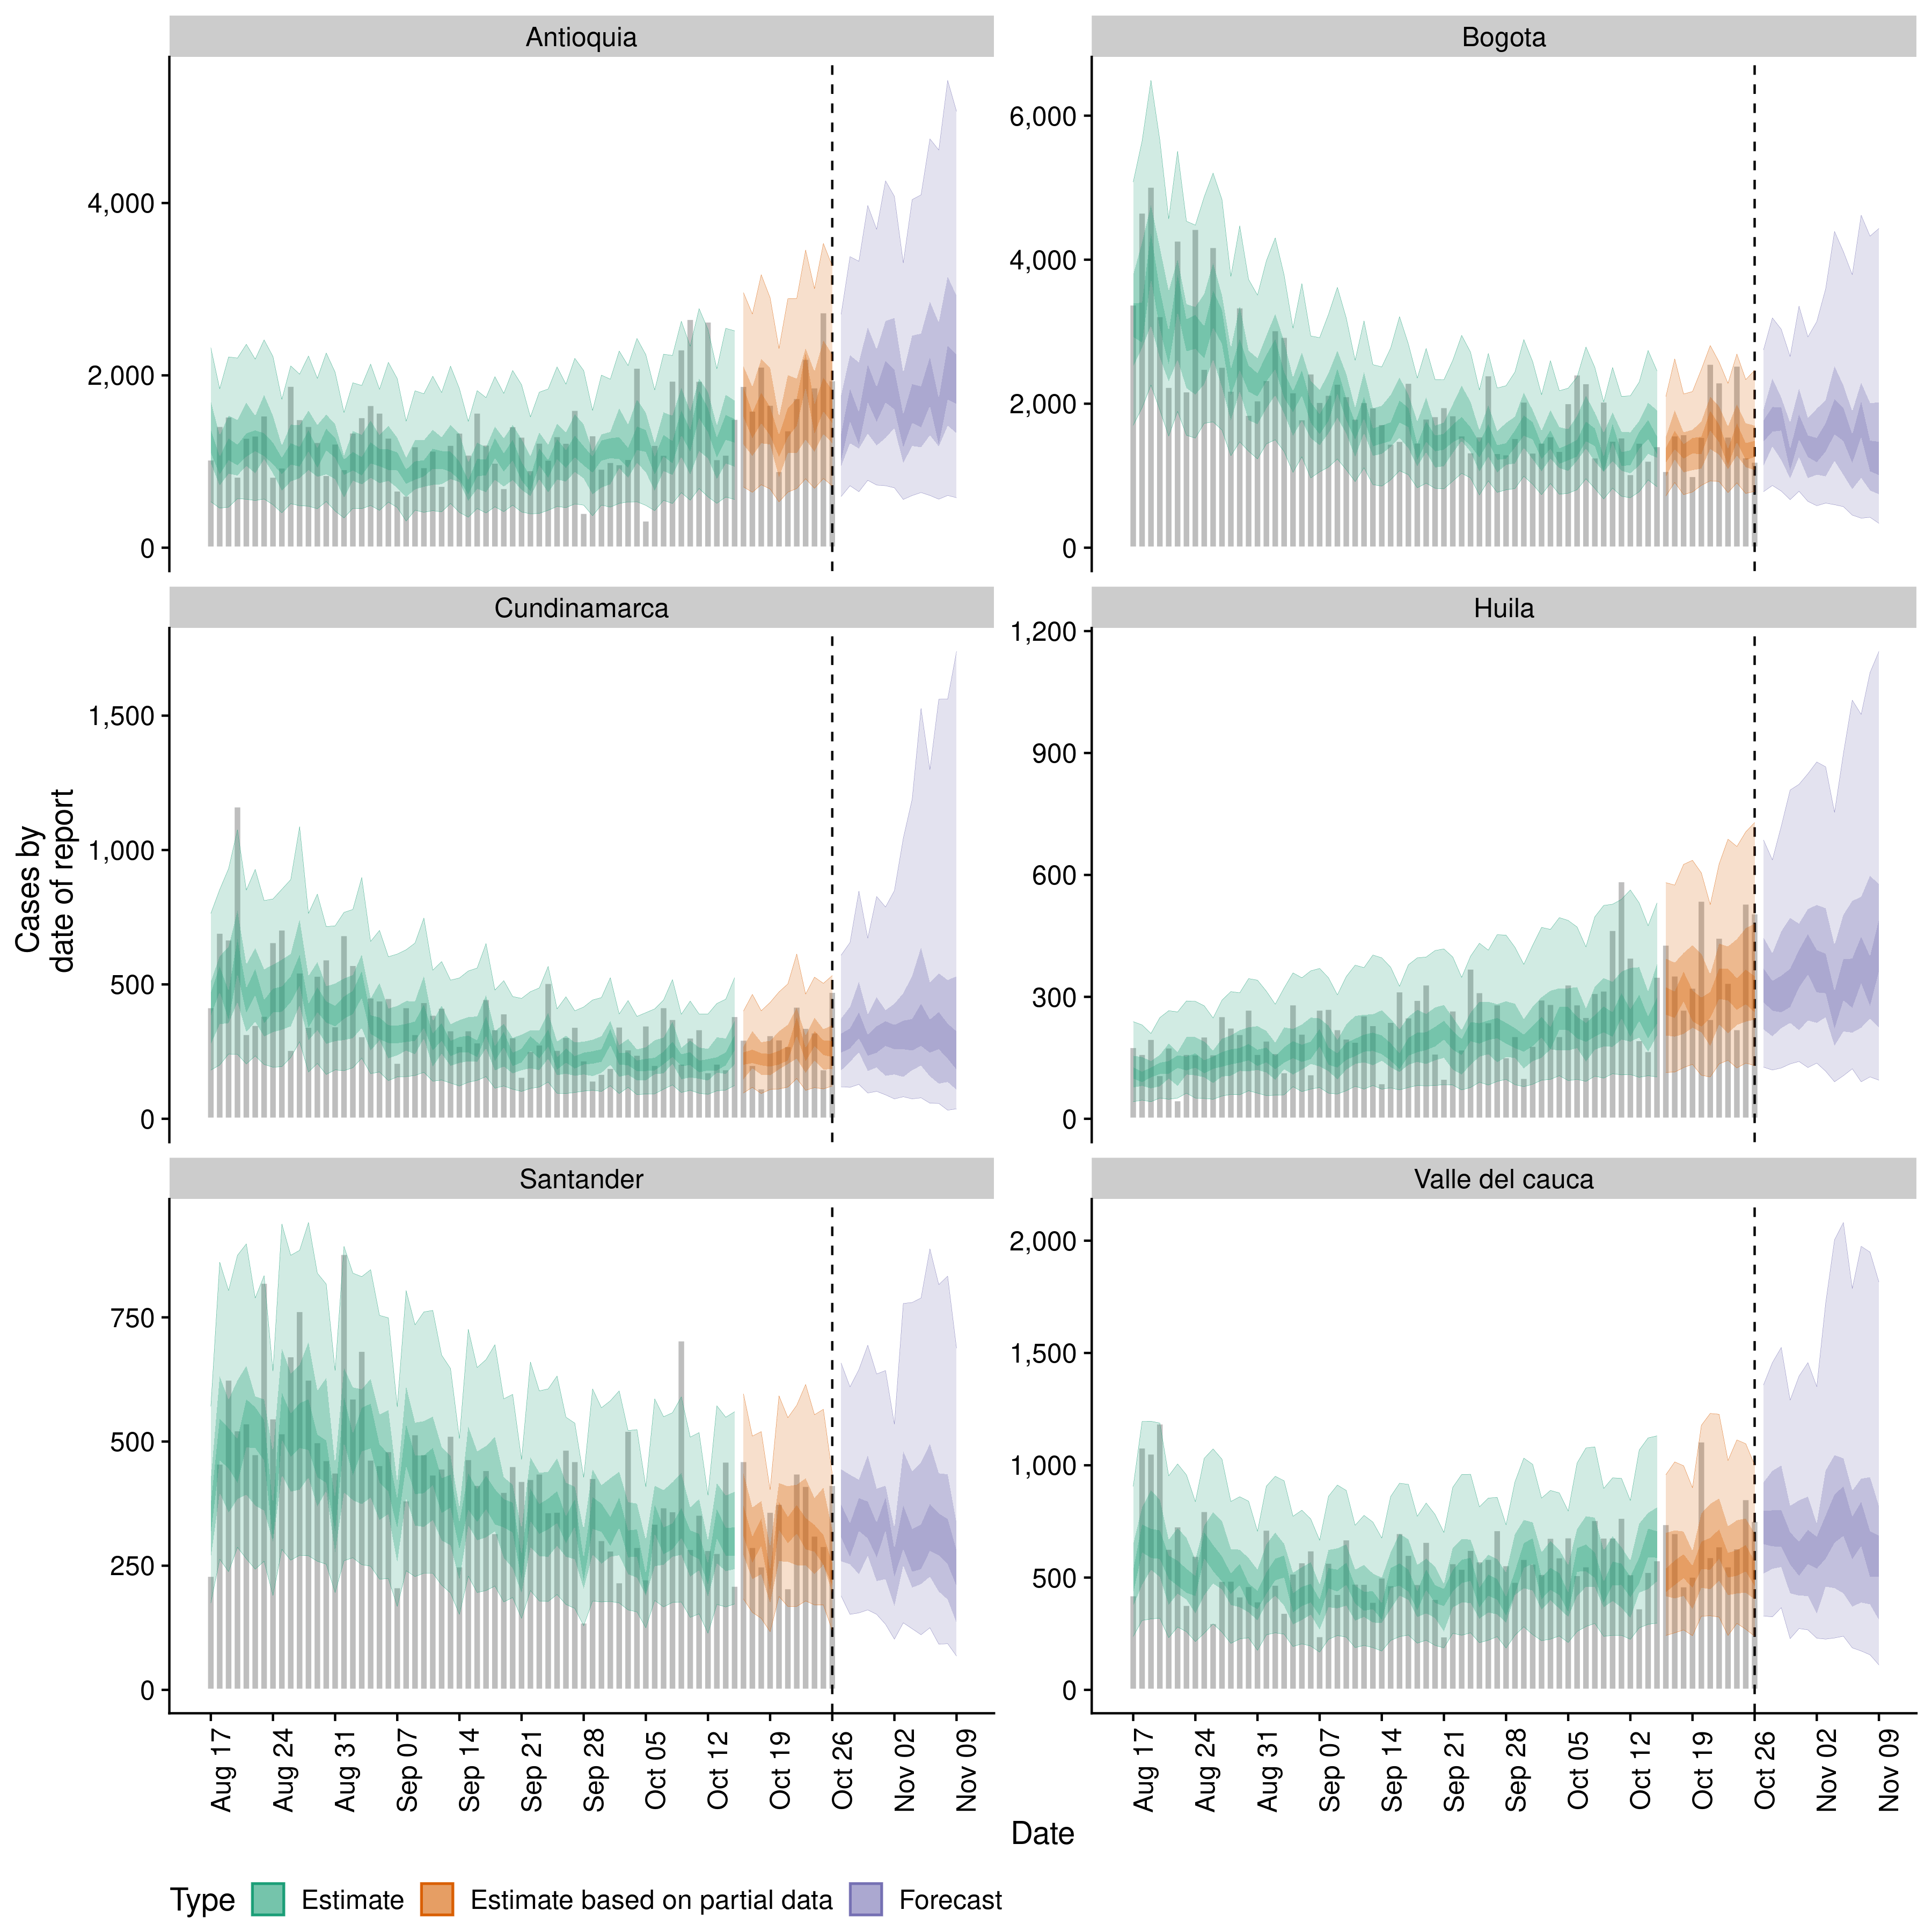 Antioquia
Bogota
4,000
2,000
0
6,000
4,000
2,000
0
Cundinamarca
Huila
1,500
1,000
500
0
1,200
900
600
300
0
Santander
Valle del cauca
750
500
250
0
2,000
1,500
1,000
500
0
Cases by
date of report
Aug 17
Aug 24
Aug 31
Sep 07
Sep 14
Sep 21
Sep 28
Oct 05
Oct 12
Oct 19
Oct 26
Nov 02
Nov 09
Aug 17
Aug 24
Aug 31
Sep 07
Sep 14
Sep 21
Sep 28
Oct 05
Oct 12
Oct 19
Oct 26
Nov 02
Nov 09
Date
Type Estimate Estimate based on partial data Forecast